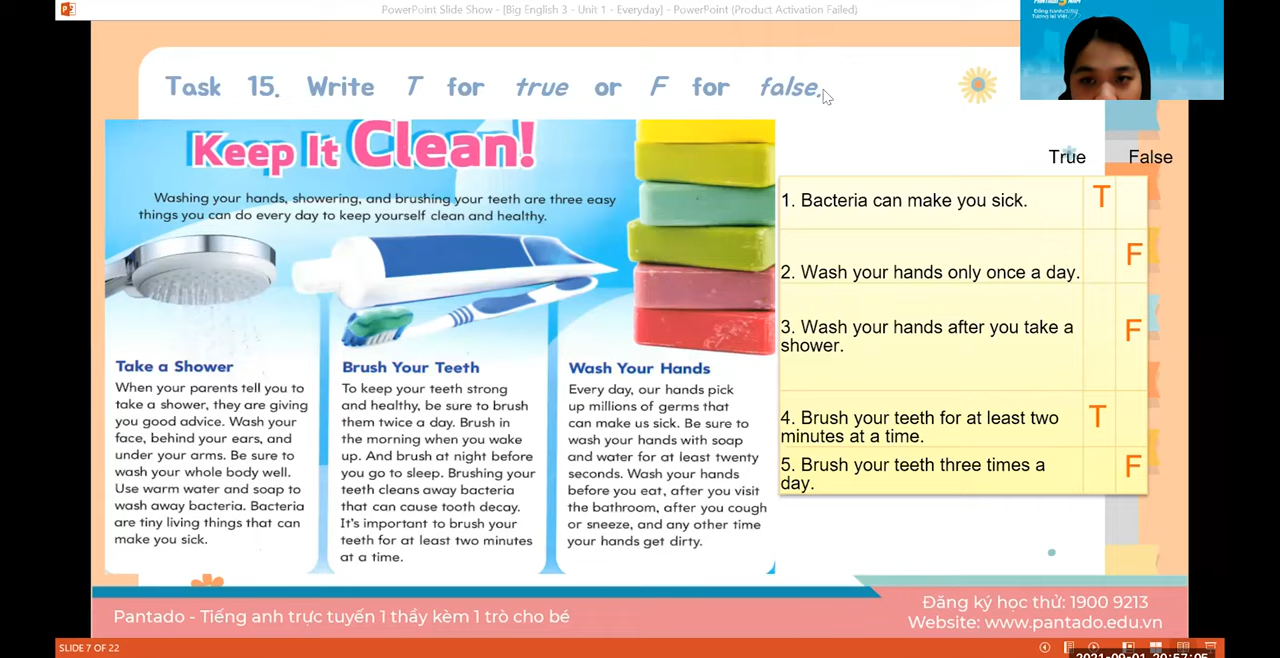 PowerPoint Slide Show - [Big English 3 - Unit 1 - Everyday] - PowerPoint (Product Activation Failed)
Task 15. Write T for true or F for false.
Keep It Clean!
Washing your hands, showering, and brushing your teeth are three easy
things you can do every day to keep yourself clean and healthy.
Take a Shower
When your parents tell you to
take a shower, they are giving
you good advice. Wash your
face, behind your ears, and
under your arms. Be sure to
wash your whole body well.
Use warm water and soap to
wash away bacteria. Bacteria
are tiny living things that can
make you sick.
Brush Your Teeth
To keep your teeth strong
and healthy, be sure to brush
them twice a day. Brush in
the morning when you wake
up. And brush at night before
you go to sleep. Brushing your
teeth cleans away bacteria
that can cause tooth decay.
It's important to brush your
teeth for at least two minutes
at a time.
Wash Your Hands
Every day, our hands pick
up millions of germs that
can make us sick. Be sure to
wash your hands with soap
and water for at least twenty
seconds. Wash your hands
before you eat, after you visit
the bathroom, after you cough
or sneeze, and any other time
your hands get dirty.
True False
1. Bacteria can make you sick. T
2. Wash your hands only once a day. F
3. Wash your hands after you take a F
shower.
4. Brush your teeth for at least two T
minutes at a time.
5. Brush your teeth three times a F
day.
Pantado - Tiếng anh trực tuyến 1 thầy kèm 1 trò cho bé
Đăng ký học thử: 1900 9213
Website: www.pantado.edu.vn
SLIDE 7 OF 22
2021-09-01 20:57:05